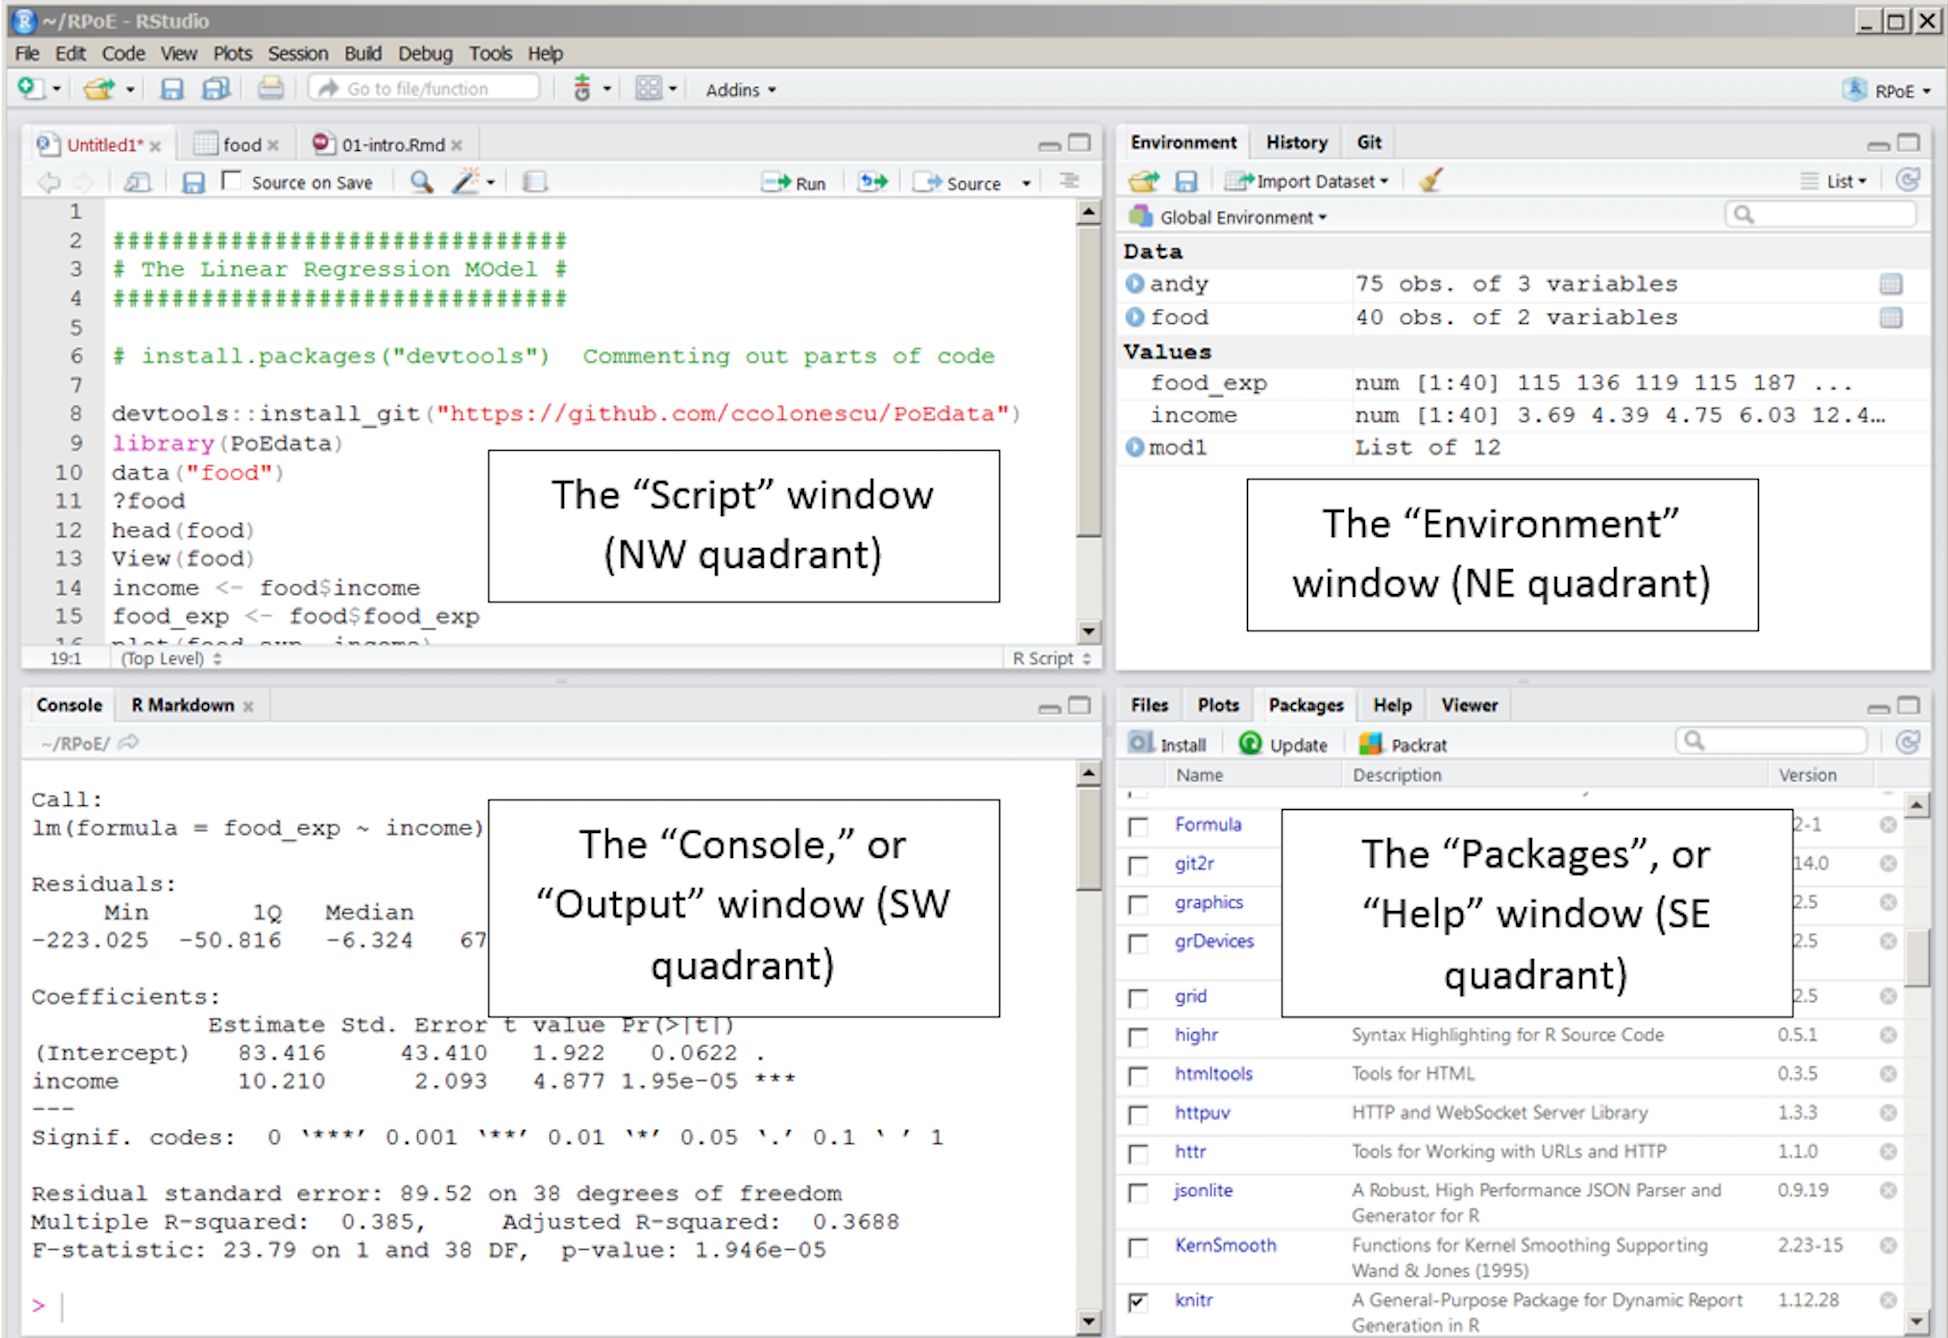 ~/RPoE - RStudio
File Edit Code View Plots Session Build Debug Tools Help
Go to file/function Addins RPoE
Untitled1* food 01-intro.Rmd
Source on Save Run Source
1
2 ###############################
3 # The Linear Regression MOdel #
4 ###############################
5
6 # install.packages("devtools")  Commenting out parts of code
7
8 devtools::install_git("https://github.com/ccolonescu/PoEdata")
9 library(PoEdata)
10 data("food")
11 ?food
12 head(food)
13 View(food)
14 income <- food$income
15 food_exp <- food$food_exp
19:1 (Top Level) R Script
The “Script” window
(NW quadrant)
Environment History Git
Import Dataset List
Global Environment
Data
andy 75 obs. of 3 variables
food 40 obs. of 2 variables
Values
food_exp num [1:40] 115 136 119 115 187 ...
income num [1:40] 3.69 4.39 4.75 6.03 12.4…
mod1 List of 12
The “Environment”
window (NE quadrant)
Console R Markdown
~/RPoE/
Call:
lm(formula = food_exp ~ income)
Residuals:
Min 1Q Median
-223.025 -50.816 -6.324 67
Coefficients:
Estimate Std. Error t value Pr(>|t|)
(Intercept) 83.416 43.410 1.922 0.0622 .
income 10.210 2.093 4.877 1.95e-05 ***
---
Signif. codes: 0 ‘***’ 0.001 ‘**’ 0.01 ‘*’ 0.05 ‘.’ 0.1 ‘ ’ 1
Residual standard error: 89.52 on 38 degrees of freedom
Multiple R-squared: 0.385, Adjusted R-squared: 0.3688
F-statistic: 23.79 on 1 and 38 DF, p-value: 1.946e-05
>
The “Console,” or
“Output” window (SW
quadrant)
Files Plots Packages Help Viewer
Install Update Packrat
Name Description Version
Formula 2-1
git2r 14.0
graphics 2.5
grDevices 2.5
grid 2.5
highr Syntax Highlighting for R Source Code 0.5.1
htmltools Tools for HTML 0.3.5
httpuv HTTP and WebSocket Server Library 1.3.3
httr Tools for Working with URLs and HTTP 1.1.0
jsonlite A Robust, High Performance JSON Parser and 0.9.19
Generator for R
KernSmooth Functions for Kernel Smoothing Supporting 2.23-15
Wand & Jones (1995)
knitr A General-Purpose Package for Dynamic Report 1.12.28
Generation in R
The “Packages”, or
“Help” window (SE
quadrant)